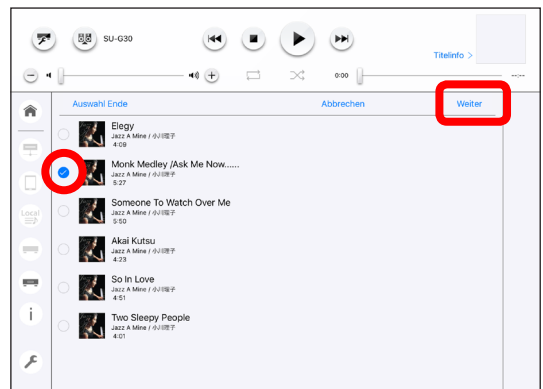 SU-G30
Titelinfo >
0:00
--:--
Auswahl Ende
Abbrechen
Weiter
Elegy
Jazz A Mine / 小川理子
4:09
Monk Medley /Ask Me Now......
Jazz A Mine / 小川理子
5:27
Local
Someone To Watch Over Me
Jazz A Mine / 小川理子
5:50
Akai Kutsu
Jazz A Mine / 小川理子
4:23
So In Love
Jazz A Mine / 小川理子
4:51
Two Sleepy People
Jazz A Mine / 小川理子
4:01